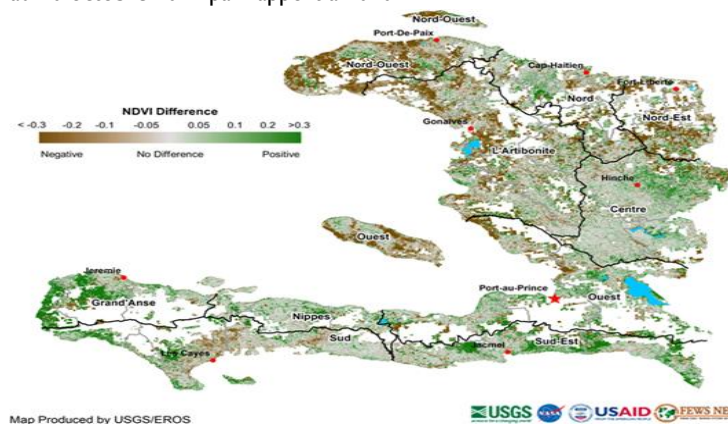 Nord-Ouest
Port-De-Paix
Nord-Ouest
Cap-Haitien
Fort-Liberte
Nord
Nord-Est
NDVI Difference
< -0.3 -0.2 -0.1 -0.05 0.05 0.1 0.2 >0.3
Negative No Difference Positive
Gonaives
L'Artibonite
Hinche
Centre
Ouest
Jeremie
Port-au-Prince
Ouest
Grand'Anse
Nippes
Sud
Les Cayes
Jacmel
Sud-Est
Map Produced by USGS/EROS
USGS
NASA
USAID
FEWS NE